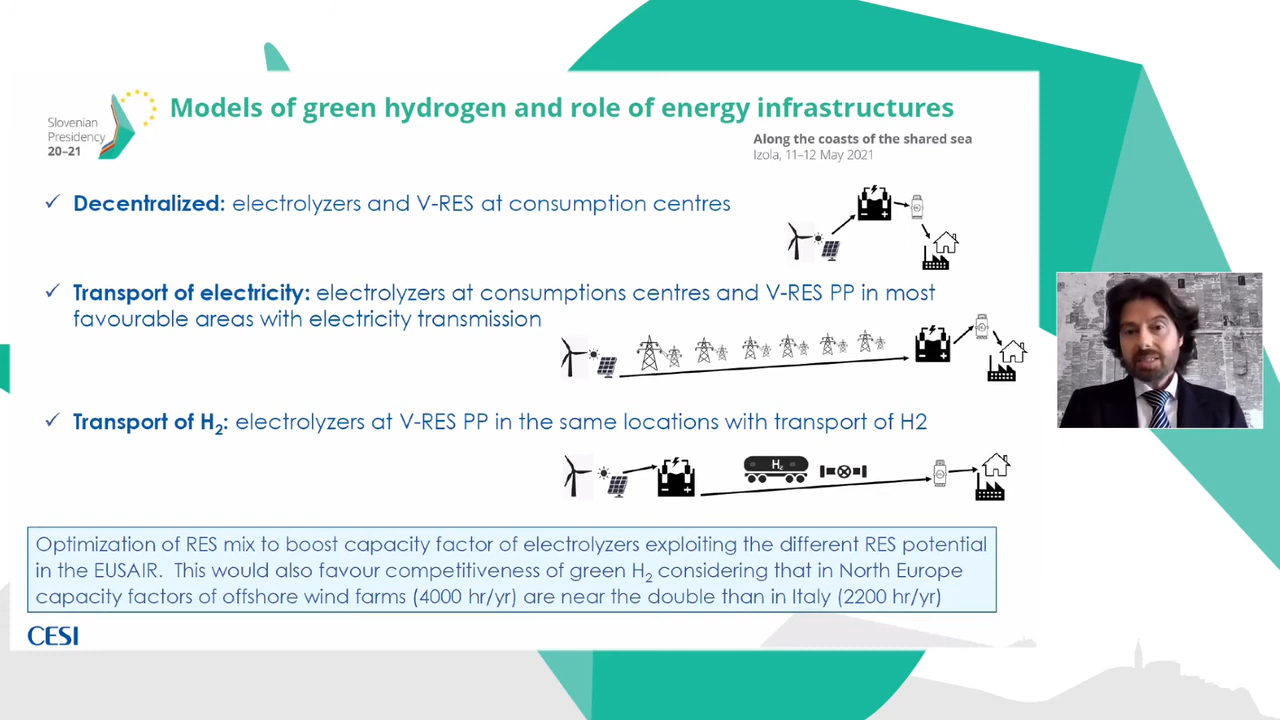 Slovenian
Presidency
20–21
Models of green hydrogen and role of energy infrastructures
Along the coasts of the shared sea
Izola, 11–12 May 2021
✓ Decentralized: electrolyzers and V-RES at consumption centres
✓ Transport of electricity: electrolyzers at consumptions centres and V-RES PP in most
favourable areas with electricity transmission
✓ Transport of H2: electrolyzers at V-RES PP in the same locations with transport of H2
H2
Optimization of RES mix to boost capacity factor of electrolyzers exploiting the different RES potential
in the EUSAIR. This would also favour competitiveness of green H2 considering that in North Europe
capacity factors of offshore wind farms (4000 hr/yr) are near the double than in Italy (2200 hr/yr)
CESI